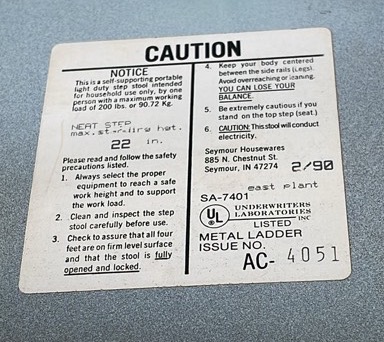 CAUTION
NOTICE
This is a self-supporting portable
light duty step stool intended
for household use only, by one
person with a maximum working
load of 200 lbs. or 90.72 Kg.
NEAT STEP
max. standing hgt.
22 in.
Please read and follow the safety
precautions listed.
1. Always select the proper
equipment to reach a safe
work height and to support
the work load.
2. Clean and inspect the step
stool carefully before use.
3. Check to assure that all four
feet are on firm level surface
and that the stool is fully
opened and locked.
4. Keep your body centered
between the side rails (legs).
Avoid overreaching or leaning.
YOU CAN LOSE YOUR
BALANCE.
5. Be extremely cautious if you
stand on the top step (seat.)
6. CAUTION: This stool will conduct
electricity.
Seymour Housewares
885 N. Chestnut St.
Seymour, IN 47274 2/90
east plant
SA-7401
UL UNDERWRITERS
LABORATORIES INC
LISTED
METAL LADDER
ISSUE NO.
AC- 4051